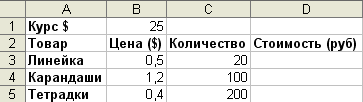 A B C D
1 Курс $ 25
2 Товар Цена ($) Количество Стоимость (руб)
3 Линейка 0,5 20
4 Карандаши 1,2 100
5 Тетрадки 0,4 200